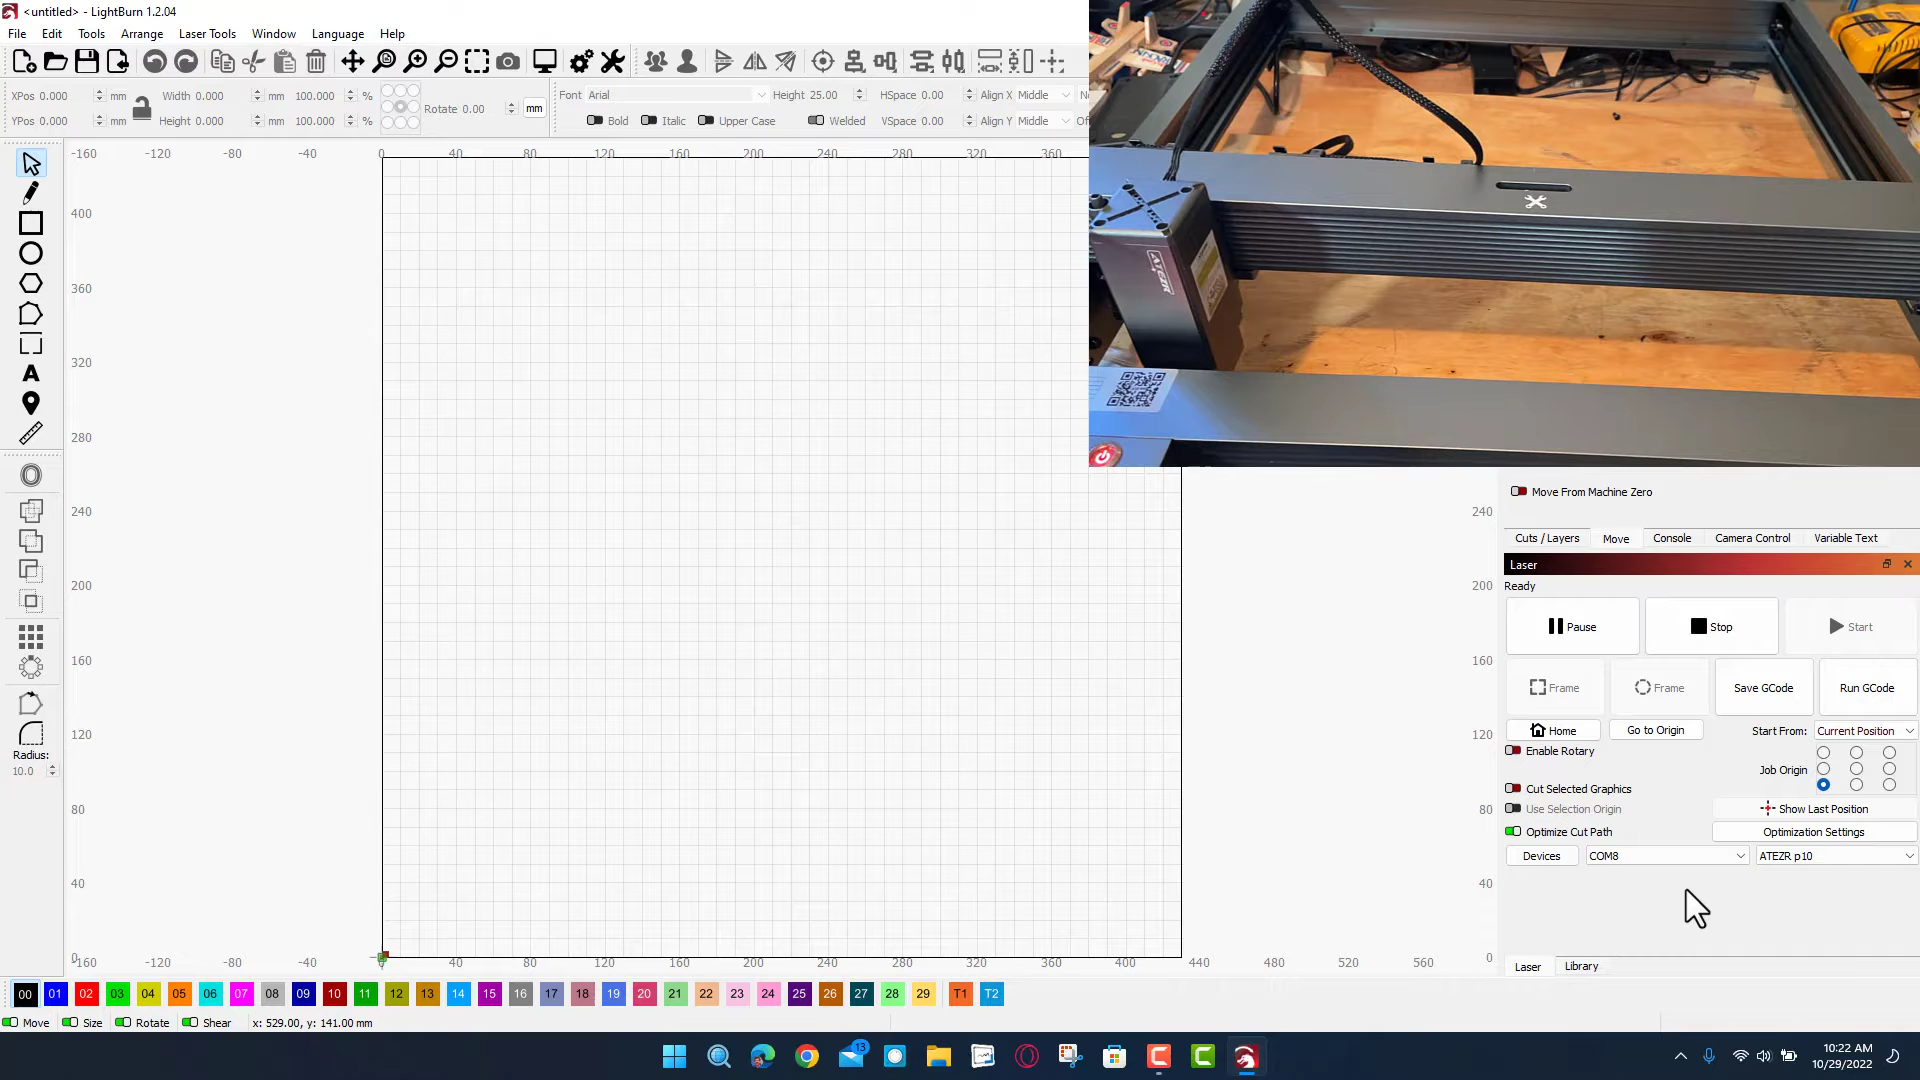 <untitled> - LightBurn 1.2.04
File Edit Tools Arrange Laser Tools Window Language Help
XPos 0.000 mm Width 0.000 mm 100.000 % Rotate 0.00 mm Font Arial Height 25.00 HSpace 0.00 Align X Middle
YPos 0.000 mm Height 0.000 mm 100.000 % Bold Italic Upper Case Welded VSpace 0.00 Align Y Middle
-160 -120 -80 -40 0 40 80 120 160 200 240 280 320 360
ATEZR
400
360
320
280
240 240
200 200
160 160
120 120
80 80
40 40
0 0
Move From Machine Zero
Cuts / Layers Move Console Camera Control Variable Text
Laser
Ready
Pause Stop Start
Frame Frame Save GCode Run GCode
Home Go to Origin Start From: Current Position
Enable Rotary
Job Origin
Cut Selected Graphics
Use Selection Origin Show Last Position
Optimize Cut Path Optimization Settings
Devices COM8 ATEZR p10
Radius:
10.0
-160 -120 -80 -40 0 40 80 120 160 200 240 280 320 360 400 440 480 520 560
Laser Library
00 01 02 03 04 05 06 07 08 09 10 11 12 13 14 15 16 17 18 19 20 21 22 23 24 25 26 27 28 29 T1 T2
Move Size Rotate Shear x: 529.00, y: 141.00 mm
13
10:22 AM
10/29/2022